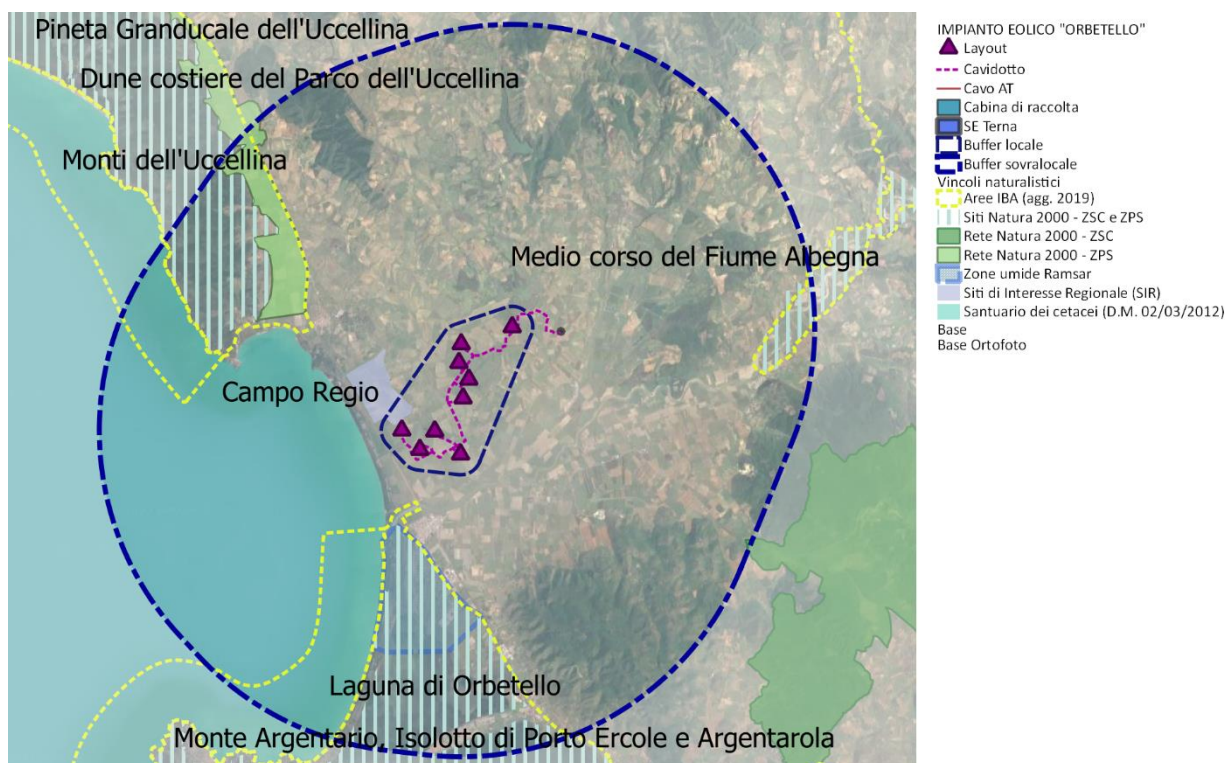 Pineta Granducale dell'Uccellina
Dune costiere del Parco dell'Uccellina
Monti dell'Uccellina
Medio corso del Fiume Albegna
Campo Regio
Laguna di Orbetello
Monte Argentario, Isolotto di Porto Ercole e Argentarola
IMPIANTO EOLICO "ORBETELLO"
Layout
Cavidotto
Cavo AT
Cabina di raccolta
SE Terna
Buffer locale
Buffer sovralocale
Vincoli naturalistici
Aree IBA (agg. 2019)
Siti Natura 2000 - ZSC e ZPS
Rete Natura 2000 - ZSC
Rete Natura 2000 - ZPS
Zone umide Ramsar
Siti di Interesse Regionale (SIR)
Santuario dei cetacei (D.M. 02/03/2012)
Base
Base Ortofoto